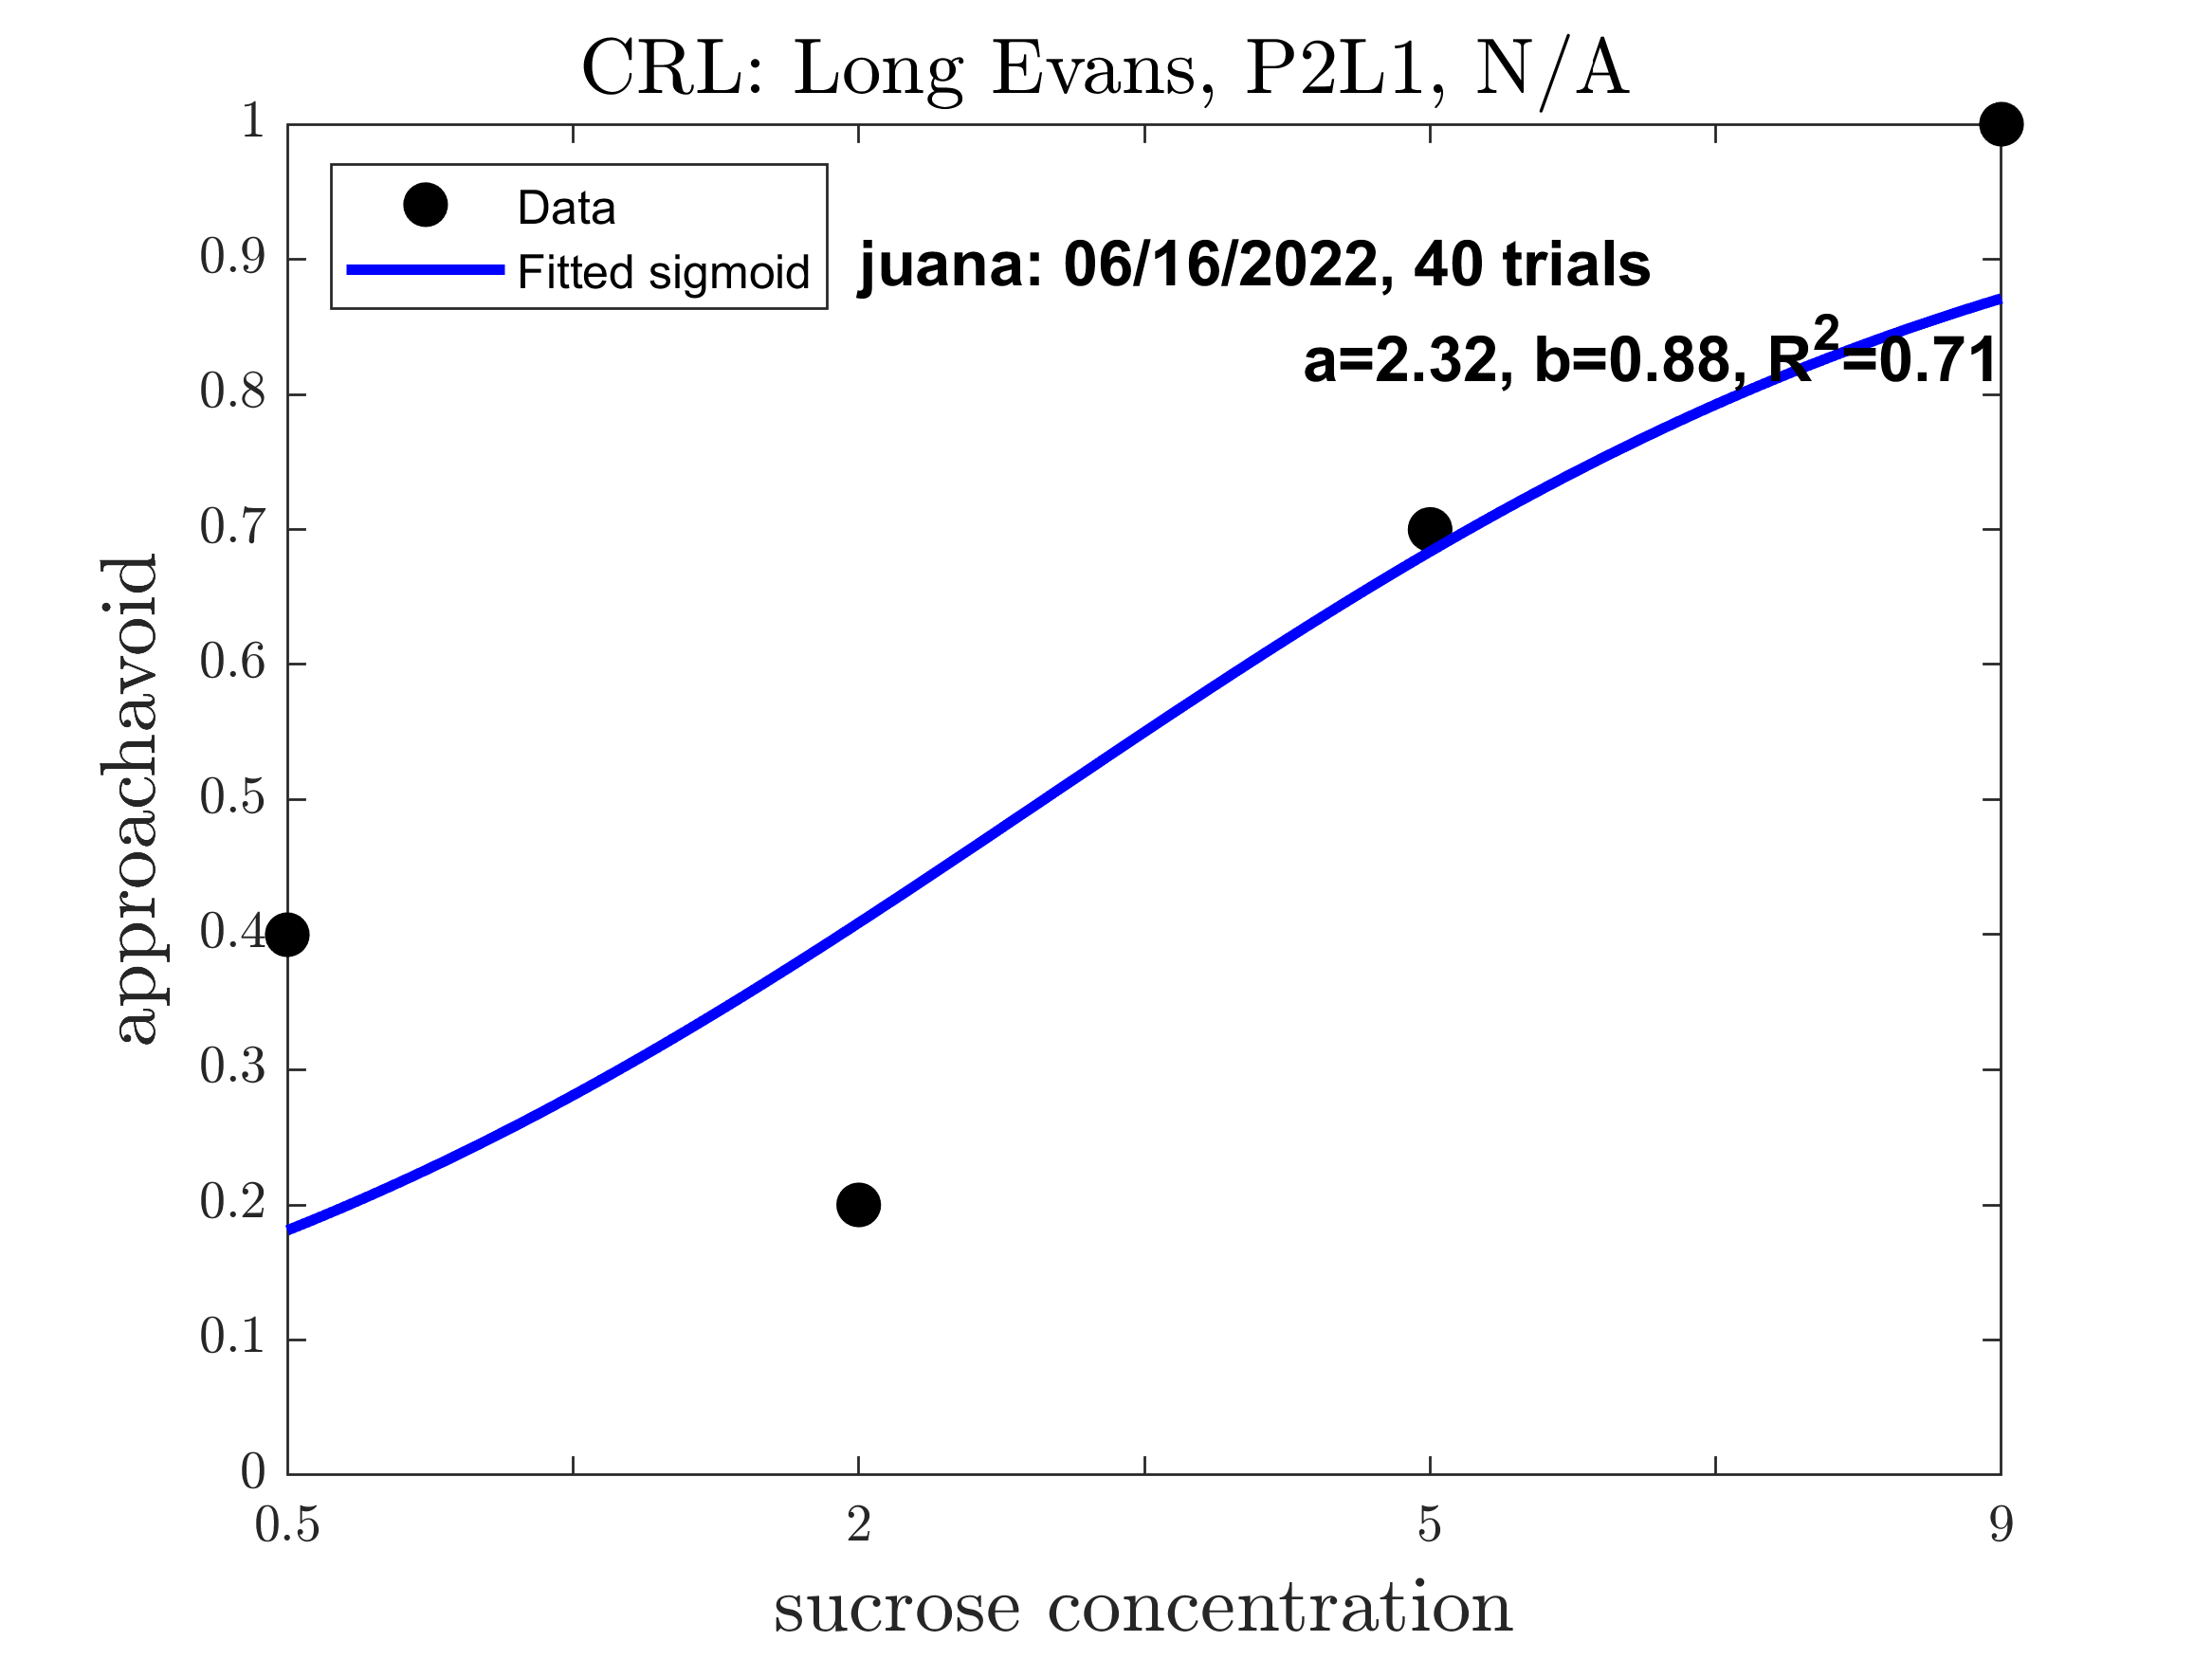 CRL: Long Evans, P2L1, N/A
1
Data
Fitted sigmoid
juana: 06/16/2022, 40 trials
a=2.32, b=0.88, R²=0.71
0.9
0.8
0.7
0.6
0.5
0.4
0.3
0.2
0.1
0
approachavoid
0.5 2 5 9
sucrose concentration